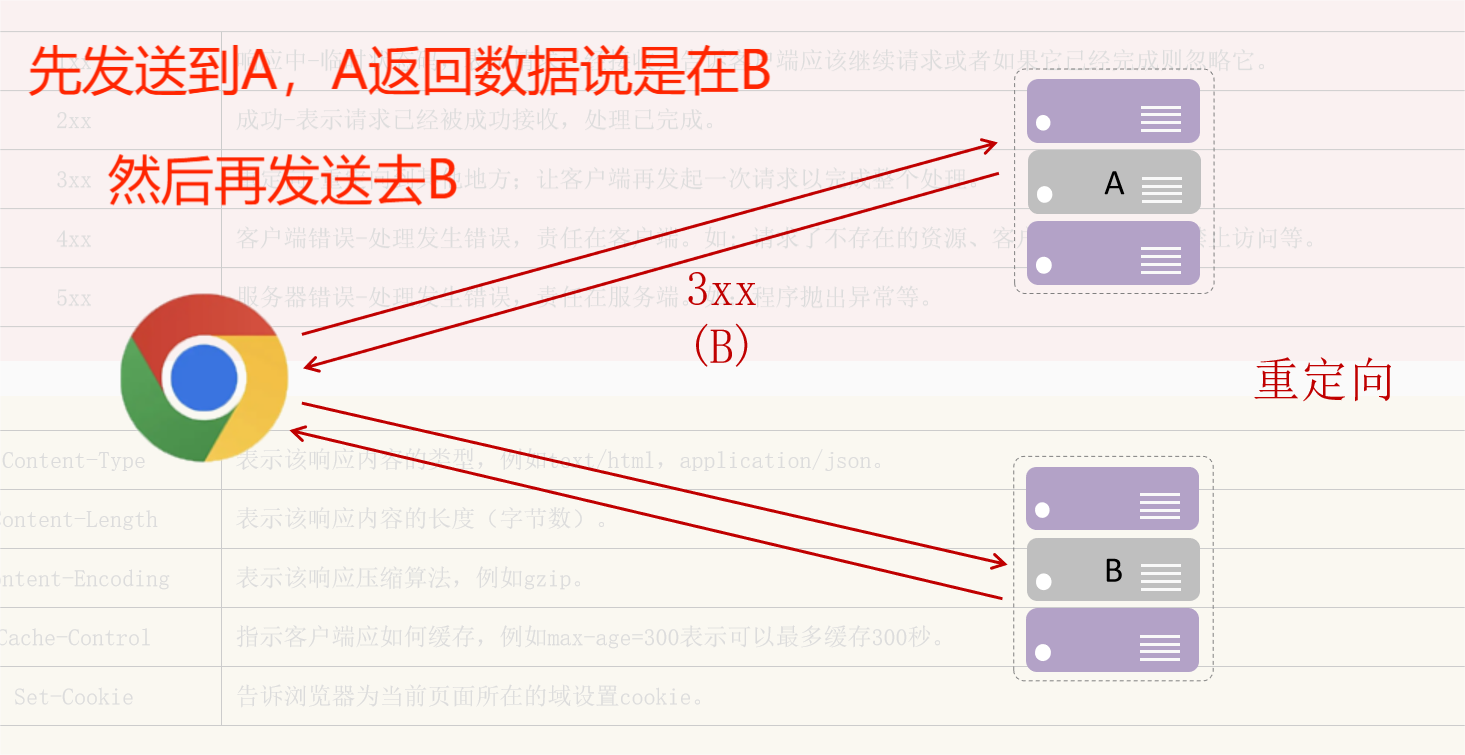 先发送到A，A返回数据说是在B
响应中-临
端应该继续请求或者如果它已经完成则忽略它。
2xx 成功-表示请求已经被成功接收，处理已完成。
然后再发送去B
3xx 地方；让客户端再发起一次请求以完成整个处理。
A
4xx 客户端错误-处理发生错误，责任在客户端。如：请求了不存在的资源、客 禁止访问等。
5xx 服务器错误-处理发生错误，责任在服务端。 程序抛出异常等。
3xx
(B)
重定向
Content-Type 表示该响应内容的类型，例如text/html，application/json。
ontent-Length 表示该响应内容的长度（字节数）。
ntent-Encoding 表示该响应压缩算法，例如gzip。
B
Cache-Control 指示客户端应如何缓存，例如max-age=300表示可以最多缓存300秒。
Set-Cookie 告诉浏览器为当前页面所在的域设置cookie。